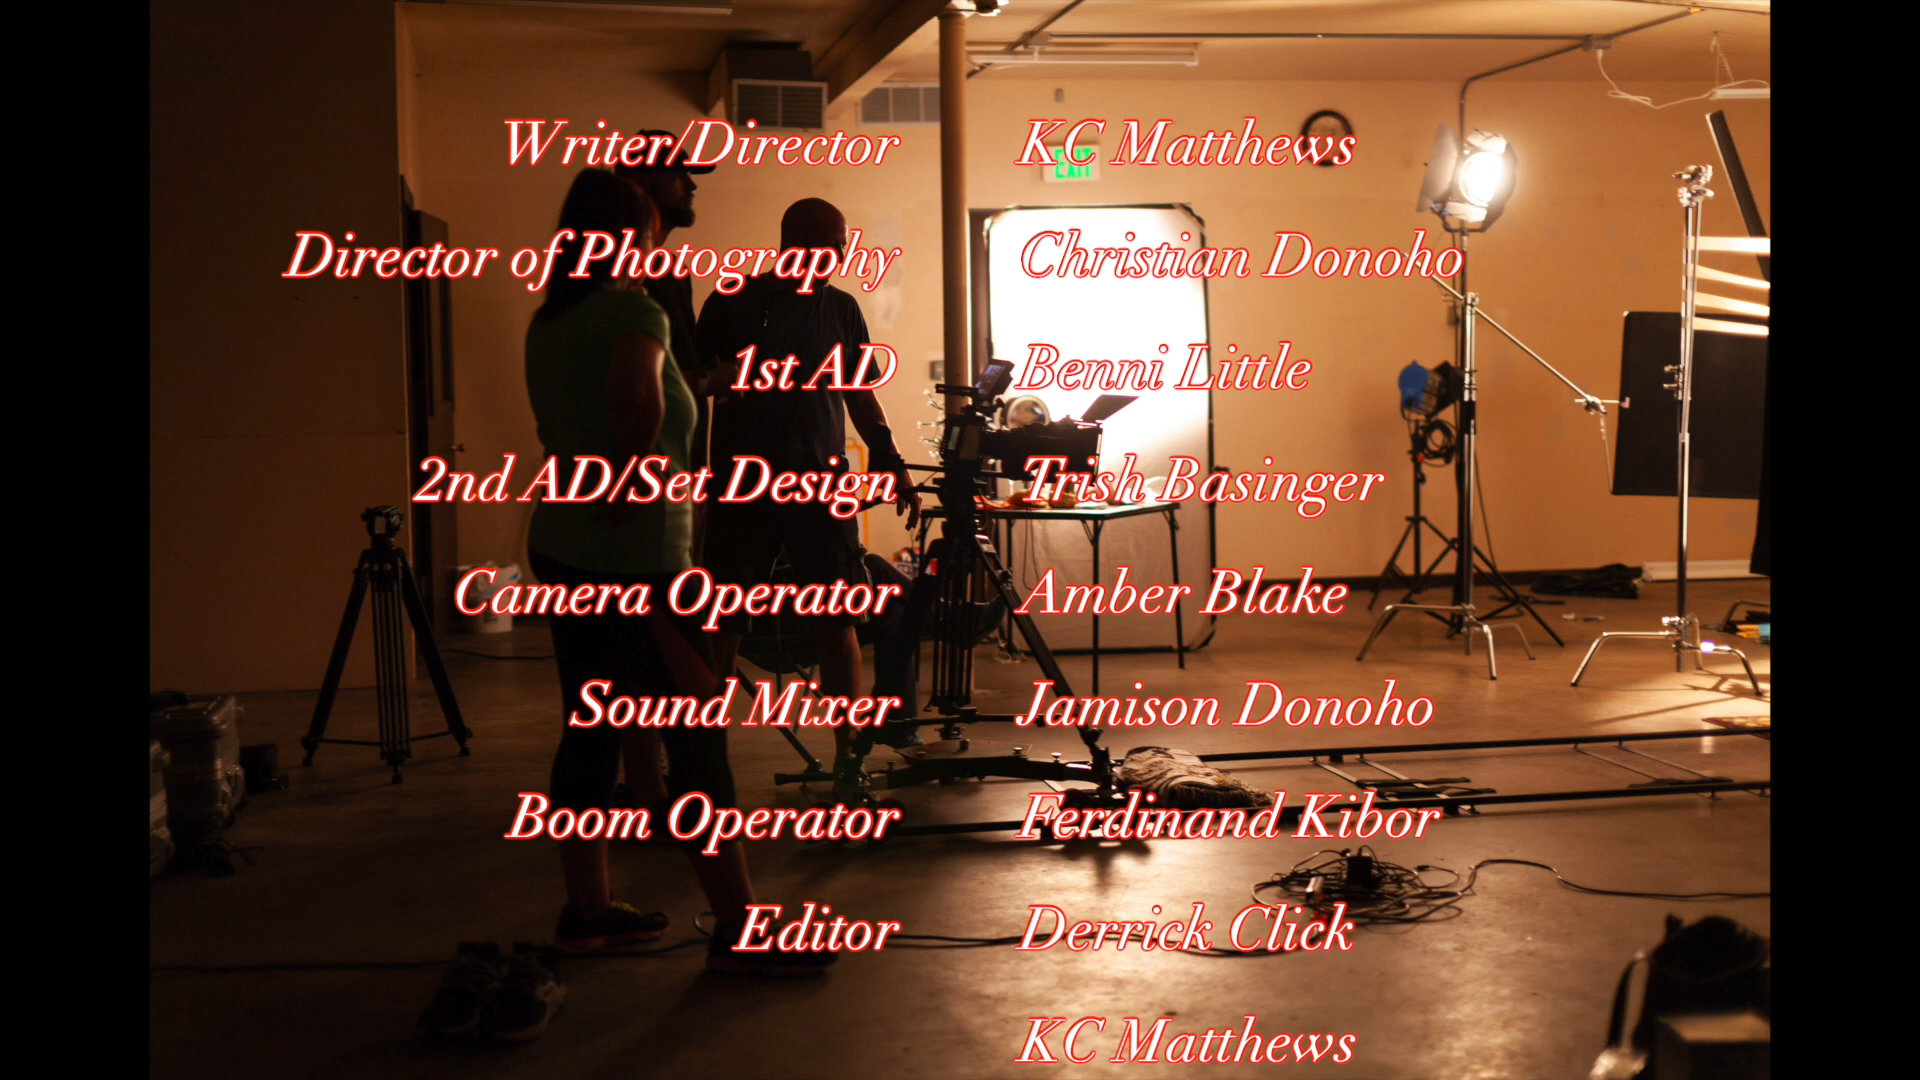 Writer/Director KC Matthews
EXIT
Director of Photography Christian Donoho
1st AD Benni Little
2nd AD/Set Design Trish Basinger
Camera Operator Amber Blake
Sound Mixer Jamison Donoho
Boom Operator Ferdinand Kibor
Editor Derrick Click
KC Matthews